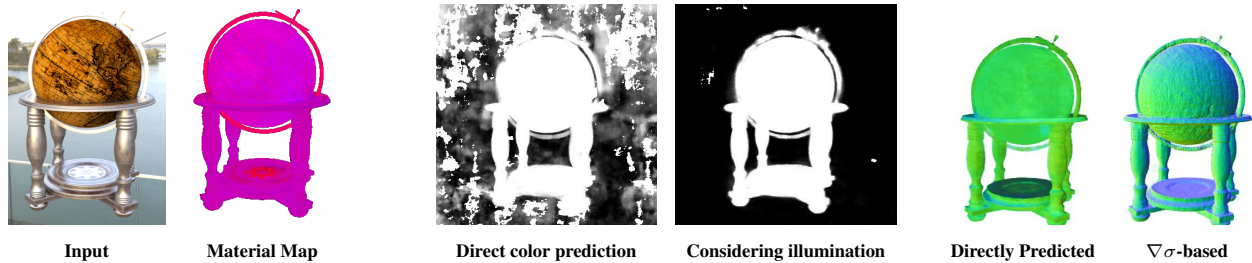 Input
Material Map
Direct color prediction
Considering illumination
Directly Predicted
∇σ-based